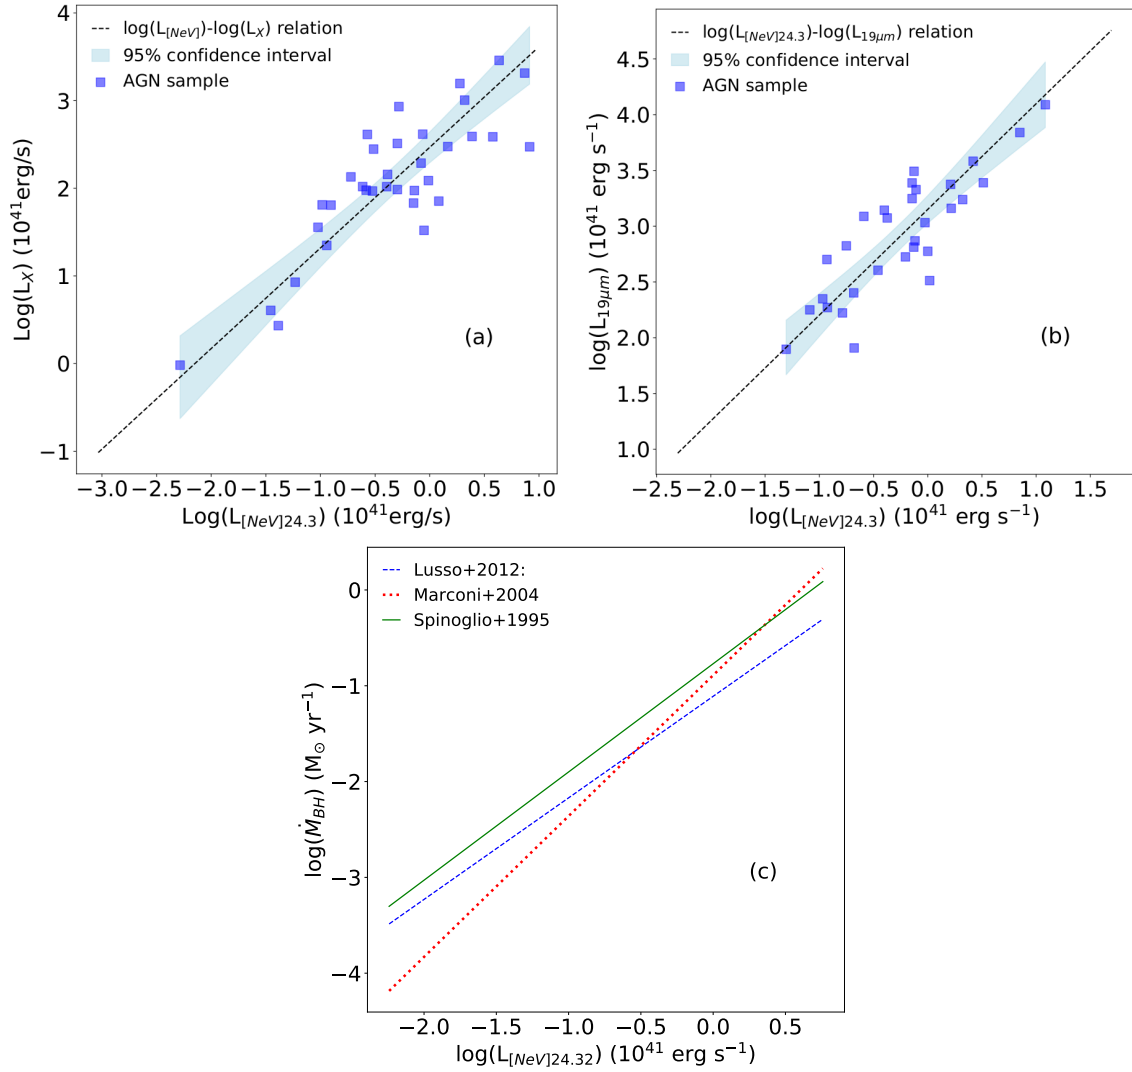 log(L[NeV])-log(LX) relation
95% confidence interval
AGN sample
(a)
4
3
2
1
0
−1
Log(LX) (10^41erg/s)
−3.0 −2.5 −2.0 −1.5 −1.0 −0.5 0.0 0.5 1.0
Log(L[NeV]24.3) (10^41erg/s)
log(L[NeV]24.3)-log(L19μm) relation
95% confidence interval
AGN sample
(b)
4.5
4.0
3.5
3.0
2.5
2.0
1.5
1.0
log(L19μm) (10^41 erg s−1)
−2.5 −2.0 −1.5 −1.0 −0.5 0.0 0.5 1.0 1.5
log(L[NeV]24.3) (10^41 erg s−1)
Lusso+2012:
Marconi+2004
Spinoglio+1995
(c)
0
−1
−2
−3
−4
log(ṀBH) (M⊙ yr−1)
−2.0 −1.5 −1.0 −0.5 0.0 0.5
log(L[NeV]24.32) (10^41 erg s−1)